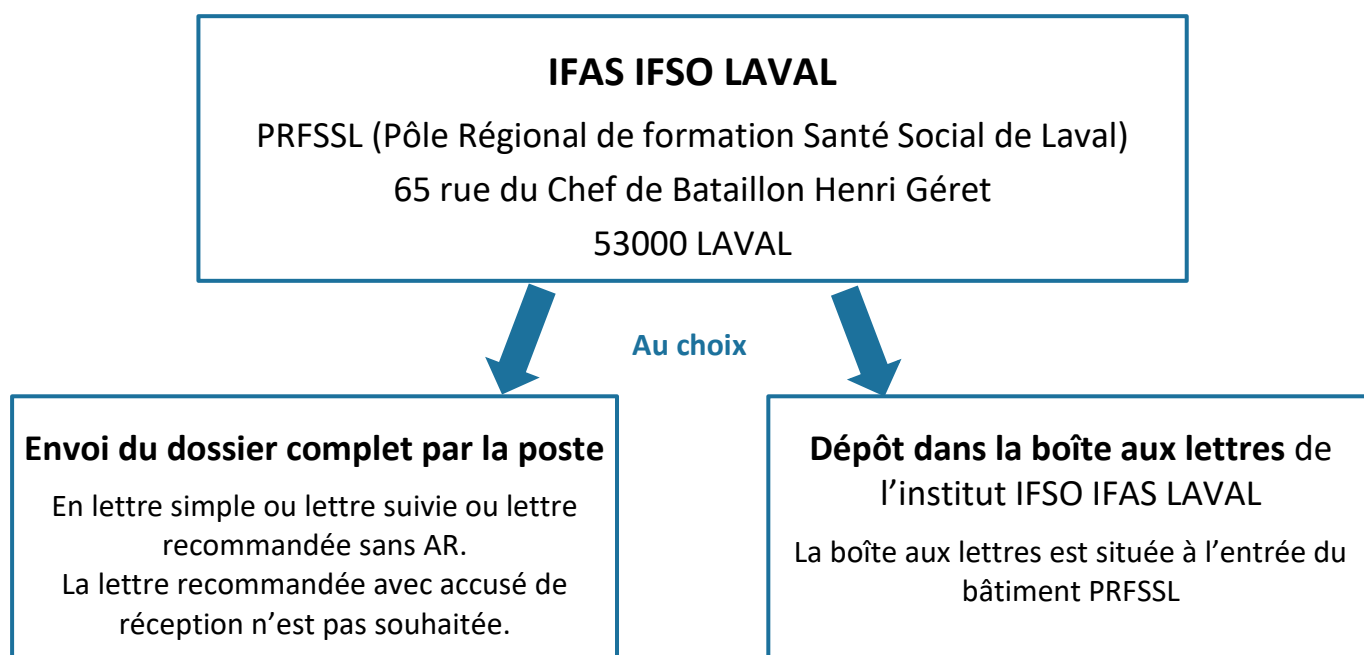 IFAS IFSO LAVAL
PRFSSL (Pôle Régional de formation Santé Social de Laval)
65 rue du Chef de Bataillon Henri Géret
53000 LAVAL
Au choix
Envoi du dossier complet par la poste
En lettre simple ou lettre suivie ou lettre
recommandée sans AR.
La lettre recommandée avec accusé de
réception n’est pas souhaitée.
Dépôt dans la boîte aux lettres de
l’institut IFSO IFAS LAVAL
La boîte aux lettres est située à l’entrée du
bâtiment PRFSSL